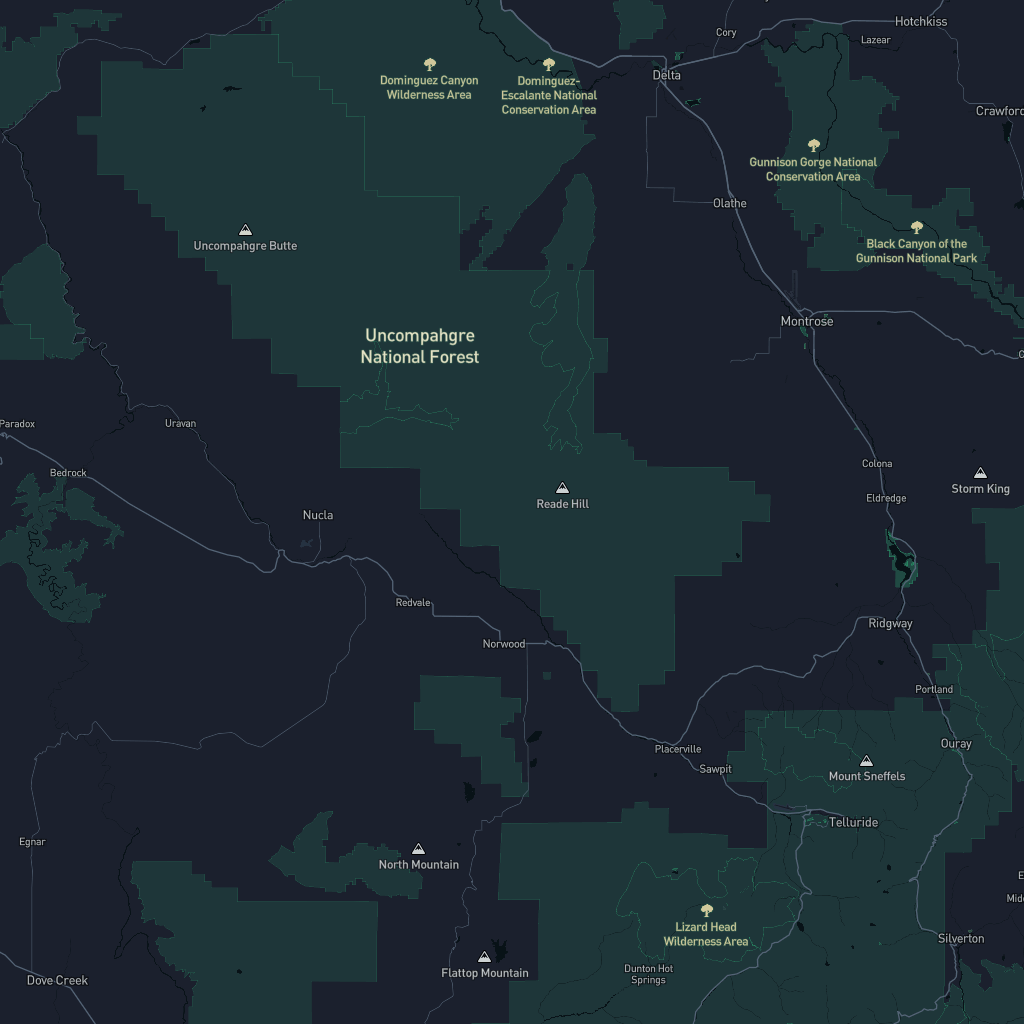 Hotchkiss
Cory
Lazear
Delta
Dominguez Canyon
Wilderness Area
Dominguez-
Escalante National
Conservation Area
Crawford
Gunnison Gorge National
Conservation Area
Olathe
Uncompahgre Butte
Black Canyon of the
Gunnison National Park
Montrose
Uncompahgre
National Forest
Paradox
Uravan
Bedrock
Colona
Storm King
Eldredge
Reade Hill
Nucla
Redvale
Ridgway
Norwood
Portland
Ouray
Placerville
Sawpit
Mount Sneffels
Telluride
Egnar
North Mountain
Lizard Head
Wilderness Area
Silverton
Flattop Mountain
Dunton Hot
Springs
Dove Creek